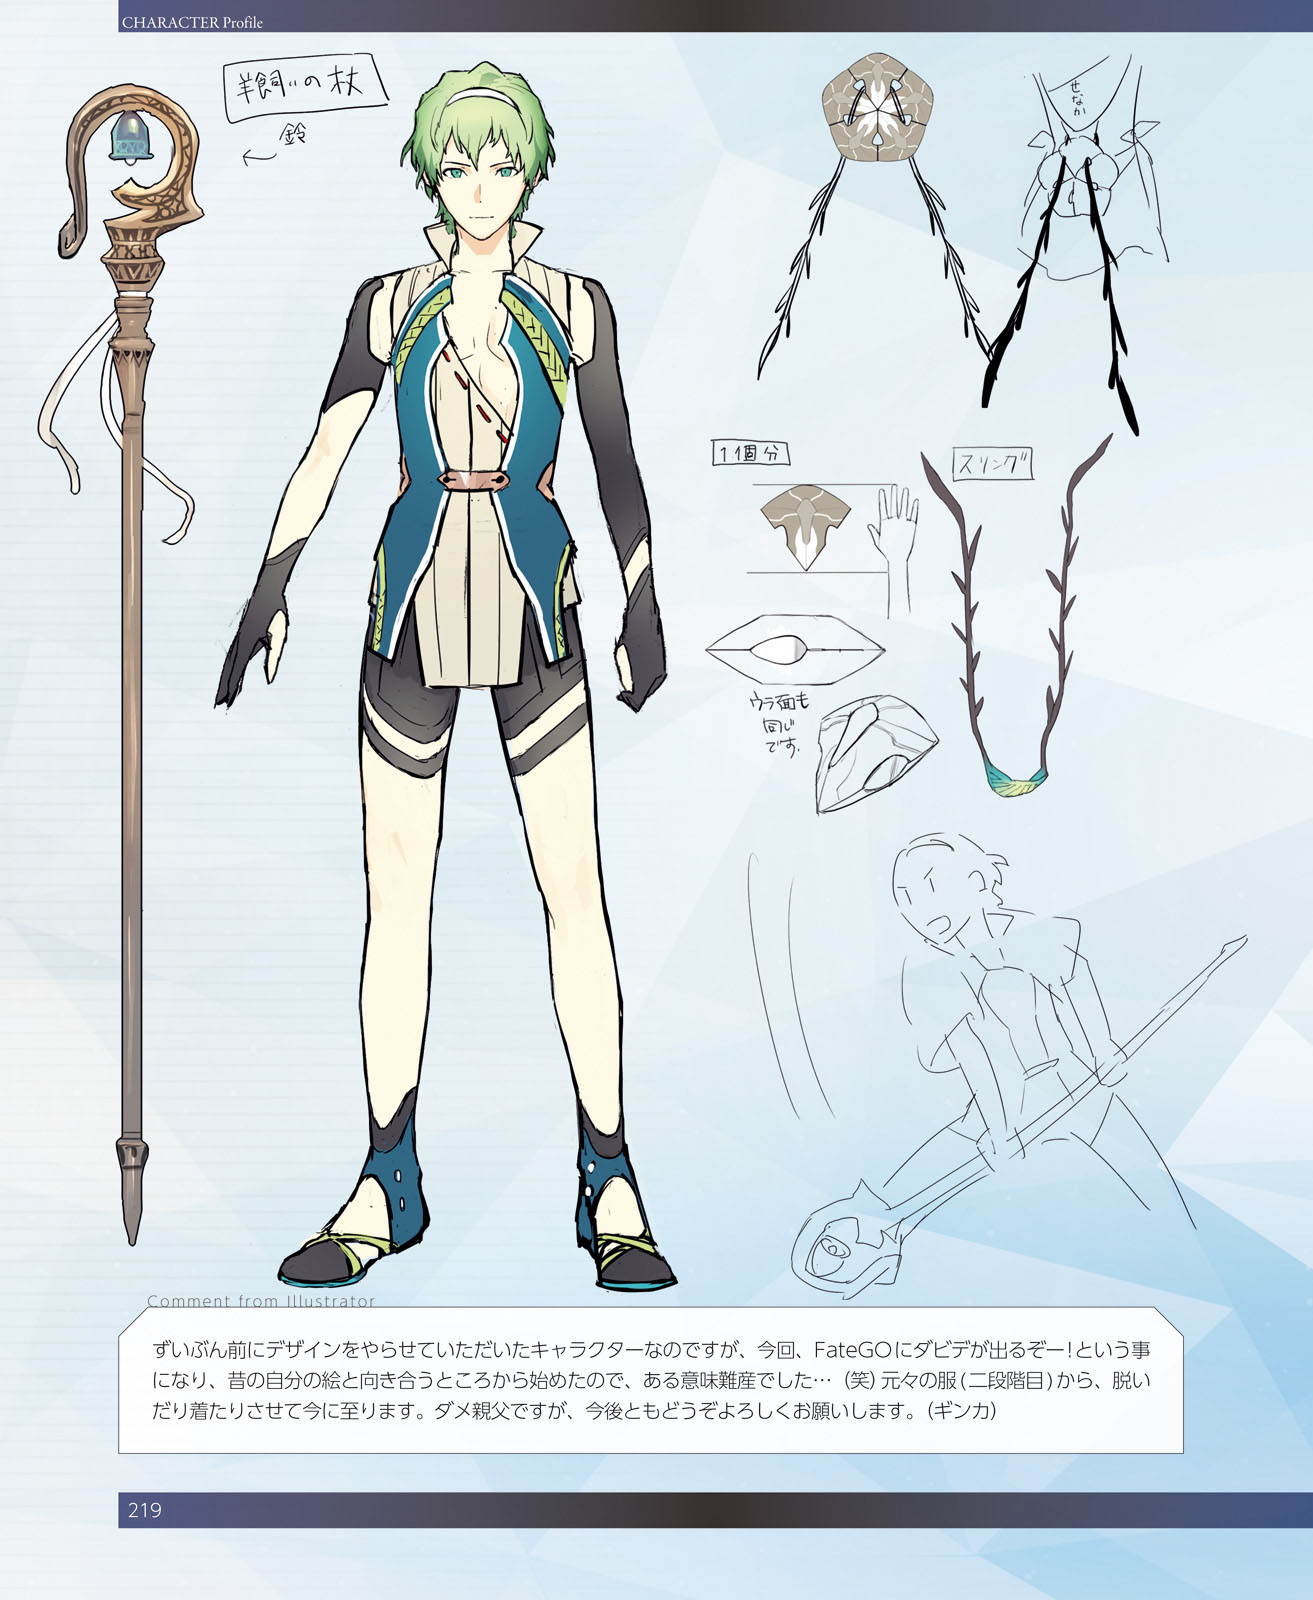 CHARACTER Profile
羊飼いの杖
鈴
せなか
11個分
スリング
ウラ面も
同じ
です.
Comment from Illustrator
ずいぶん前にデザインをやらせていただいたキャラクターなのですが、今回、FateGOにダビデが出るぞー!という事
になり、昔の自分の絵と向き合うところから始めたので、ある意味難産でした…（笑）元々の服(二段階目)から、脱い
だり着たりさせて今に至ります。ダメ親父ですが、今後ともどうぞよろしくお願いします。（ギンカ）
219